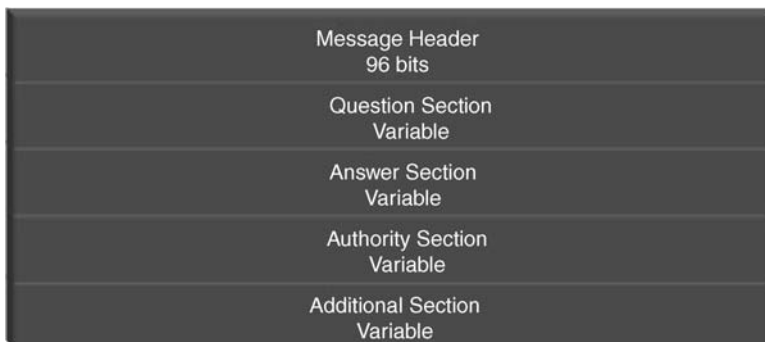 Message Header
96 bits
Question Section
Variable
Answer Section
Variable
Authority Section
Variable
Additional Section
Variable